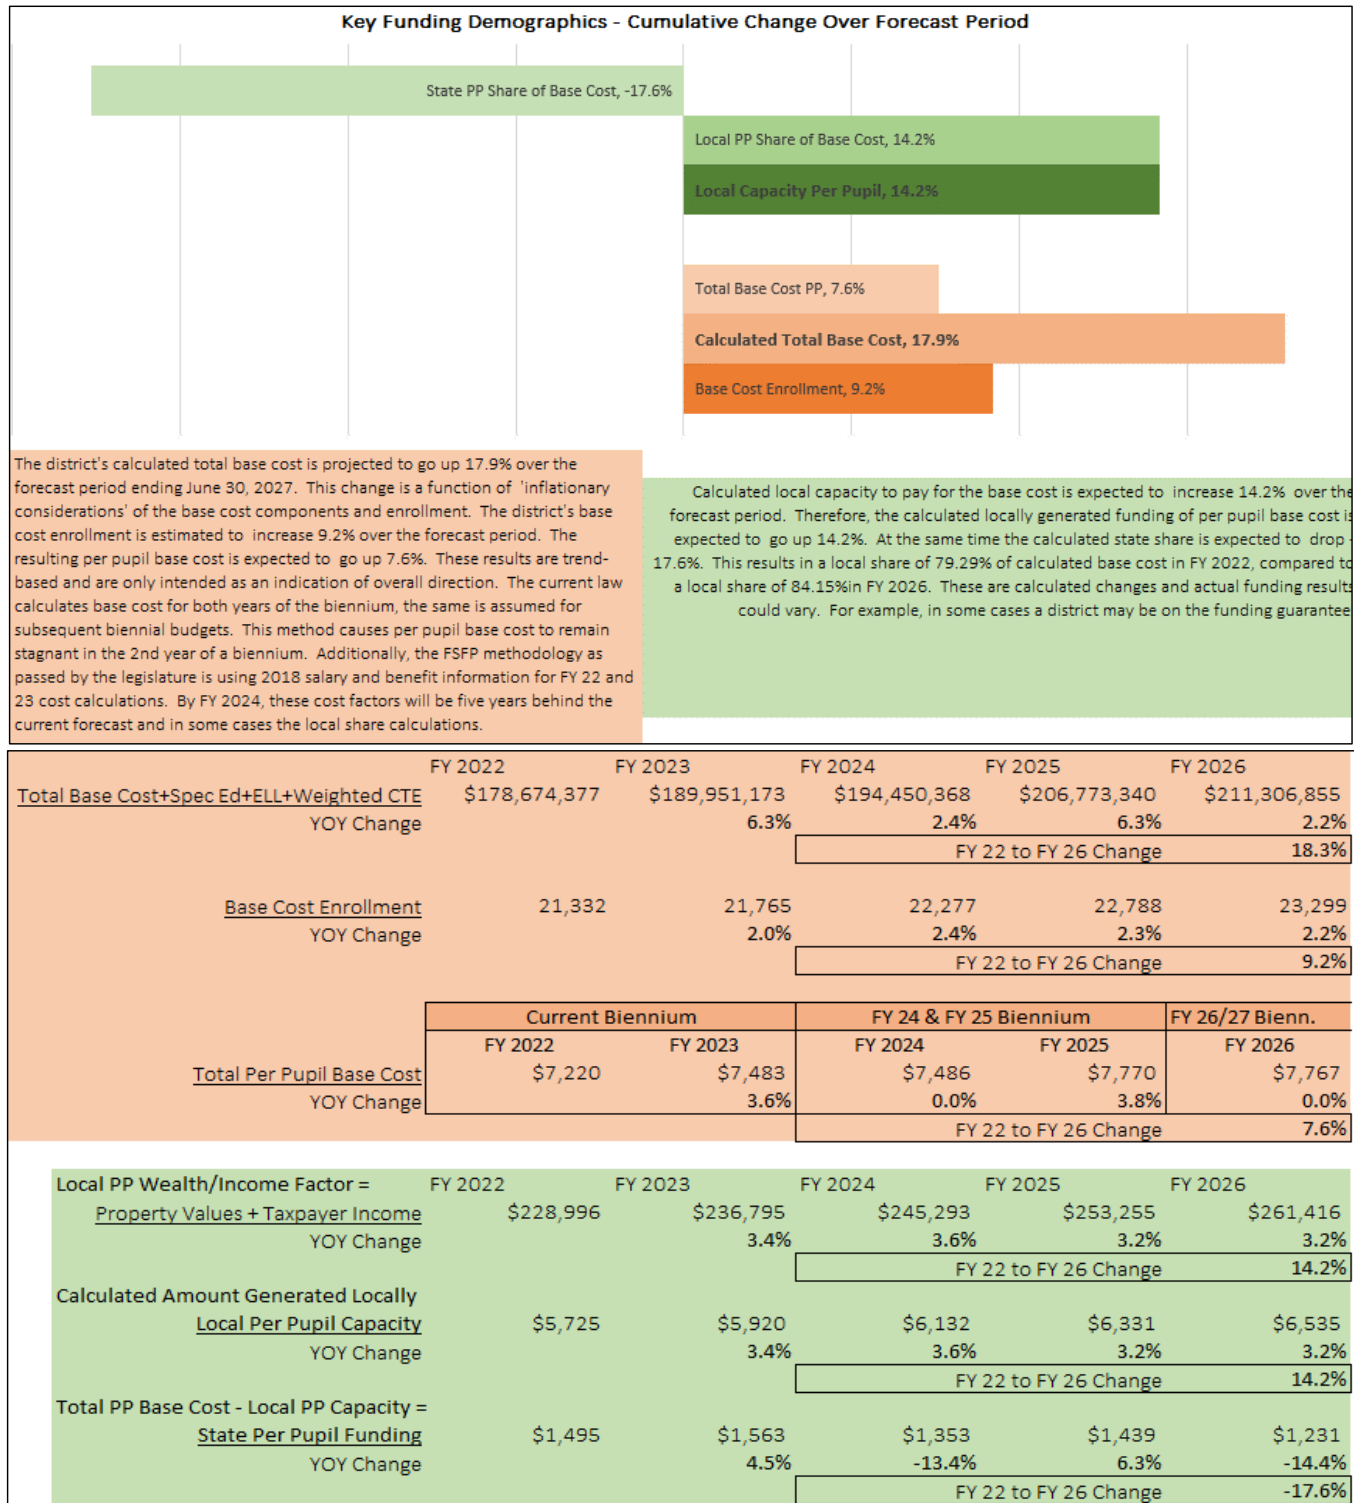 Key Funding Demographics - Cumulative Change Over Forecast Period
State PP Share of Base Cost, -17.6%
Local PP Share of Base Cost, 14.2%
Local Capacity Per Pupil, 14.2%
Total Base Cost PP, 7.6%
Calculated Total Base Cost, 17.9%
Base Cost Enrollment, 9.2%
The district's calculated total base cost is projected to go up 17.9% over the
forecast period ending June 30, 2027.  This change is a function of  'inflationary
considerations' of the base cost components and enrollment.  The district's base
cost enrollment is estimated to  increase 9.2% over the forecast period.  The
resulting per pupil base cost is expected to  go up 7.6%.  These results are trend-
based and are only intended as an indication of overall direction.  The current law
calculates base cost for both years of the biennium, the same is assumed for
subsequent biennial budgets.  This method causes per pupil base cost to remain
stagnant in the 2nd year of a biennium.  Additionally, the FSFP methodology as
passed by the legislature is using 2018 salary and benefit information for FY 22 and
23 cost calculations.  By FY 2024, these cost factors will be five years behind the
current forecast and in some cases the local share calculations.
Calculated local capacity to pay for the base cost is expected to  increase 14.2%  over the
forecast period.  Therefore, the calculated locally generated funding of per pupil base cost is
expected to  go up 14.2%.  At the same time the calculated state share is expected to  drop -
17.6%.  This results in a local share of 79.29% of calculated base cost in FY 2022, compared to
a local share of 84.15%in FY 2026.  These are calculated changes and actual funding results
could vary.  For example, in some cases a district may be on the funding guarantee
FY 2022 FY 2023 FY 2024 FY 2025 FY 2026
Total Base Cost+Spec Ed+ELL+Weighted CTE $178,674,377 $189,951,173 $194,450,368 $206,773,340 $211,306,855
YOY Change 6.3% 2.4% 6.3% 2.2%
FY 22 to FY 26 Change 18.3%
Base Cost Enrollment 21,332 21,765 22,277 22,788 23,299
YOY Change 2.0% 2.4% 2.3% 2.2%
FY 22 to FY 26 Change 9.2%
Current Biennium FY 24 & FY 25 Biennium FY 26/27 Bienn.
FY 2022 FY 2023 FY 2024 FY 2025 FY 2026
Total Per Pupil Base Cost $7,220 $7,483 $7,486 $7,770 $7,767
YOY Change 3.6% 0.0% 3.8% 0.0%
FY 22 to FY 26 Change 7.6%
Local PP Wealth/Income Factor = FY 2022 FY 2023 FY 2024 FY 2025 FY 2026
Property Values + Taxpayer Income $228,996 $236,795 $245,293 $253,255 $261,416
YOY Change 3.4% 3.6% 3.2% 3.2%
FY 22 to FY 26 Change 14.2%
Calculated Amount Generated Locally
Local Per Pupil Capacity $5,725 $5,920 $6,132 $6,331 $6,535
YOY Change 3.4% 3.6% 3.2% 3.2%
FY 22 to FY 26 Change 14.2%
Total PP Base Cost - Local PP Capacity =
State Per Pupil Funding $1,495 $1,563 $1,353 $1,439 $1,231
YOY Change 4.5% -13.4% 6.3% -14.4%
FY 22 to FY 26 Change -17.6%